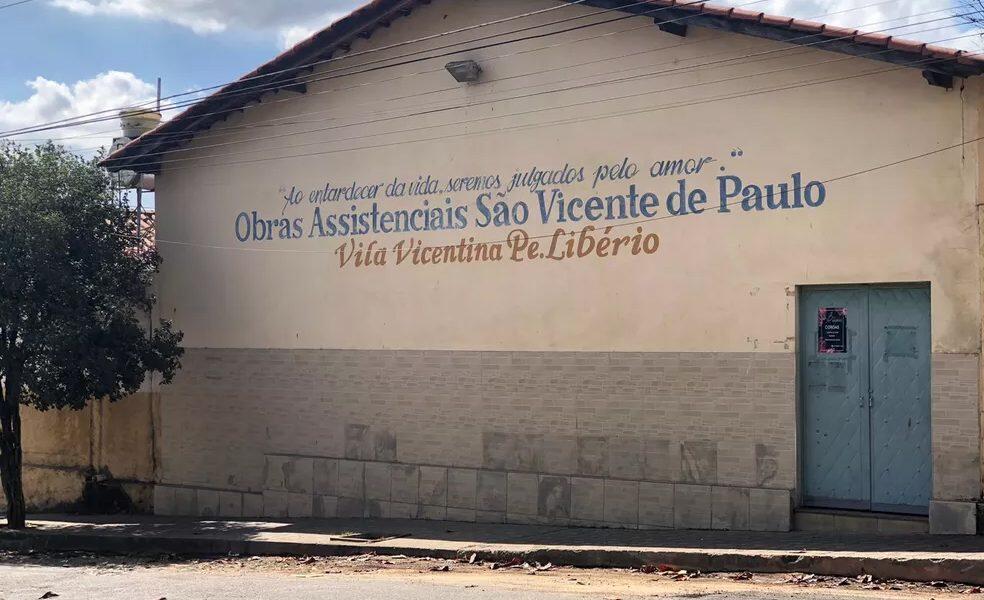 "Ao entardecer da vida, seremos julgados pelo amor."
Obras Assistenciais São Vicente de Paulo
Vila Vicentina Pe. Libério